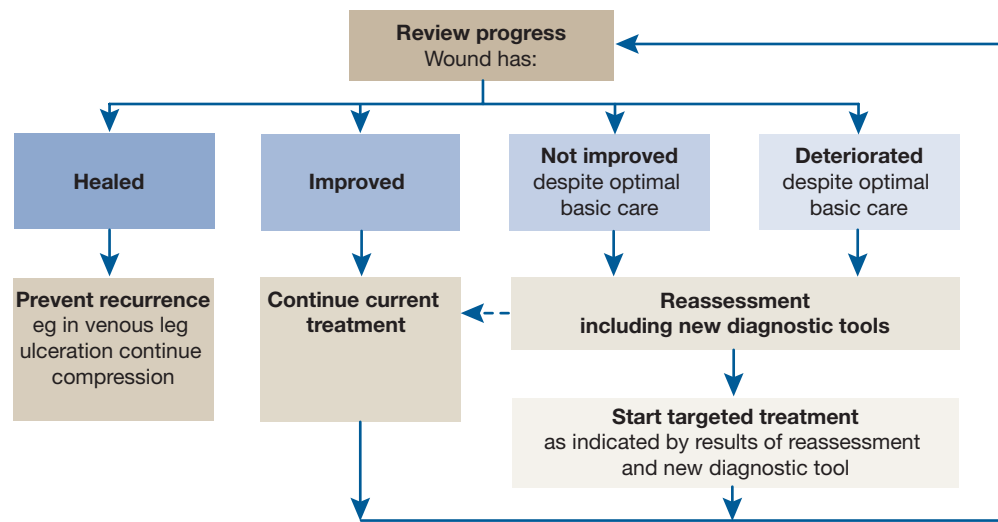 Review progress
Wound has:
Healed
Improved
Not improved
despite optimal
basic care
Deteriorated
despite optimal
basic care
Prevent recurrence
eg in venous leg
ulceration continue
compression
Continue current
treatment
Reassessment
including new diagnostic tools
Start targeted treatment
as indicated by results of reassessment
and new diagnostic tool